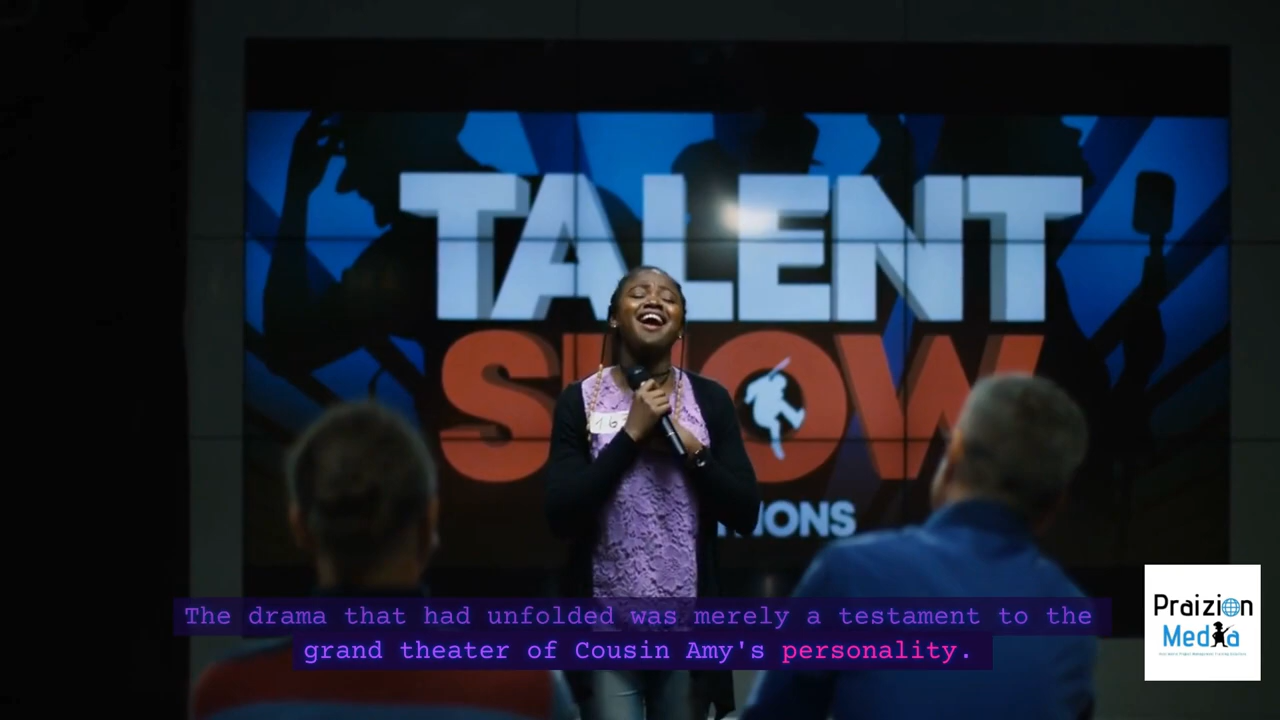 TALENT
SHOW
IONS
16
The drama that had unfolded was merely a testament to the
grand theater of Cousin Amy's personality.
Praizion
Media